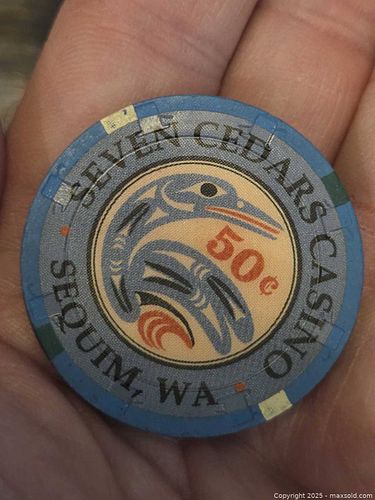 SEVEN CEDARS CASINO
50¢
SEQUIM, WA
Copyright 2025 - maxsold.com